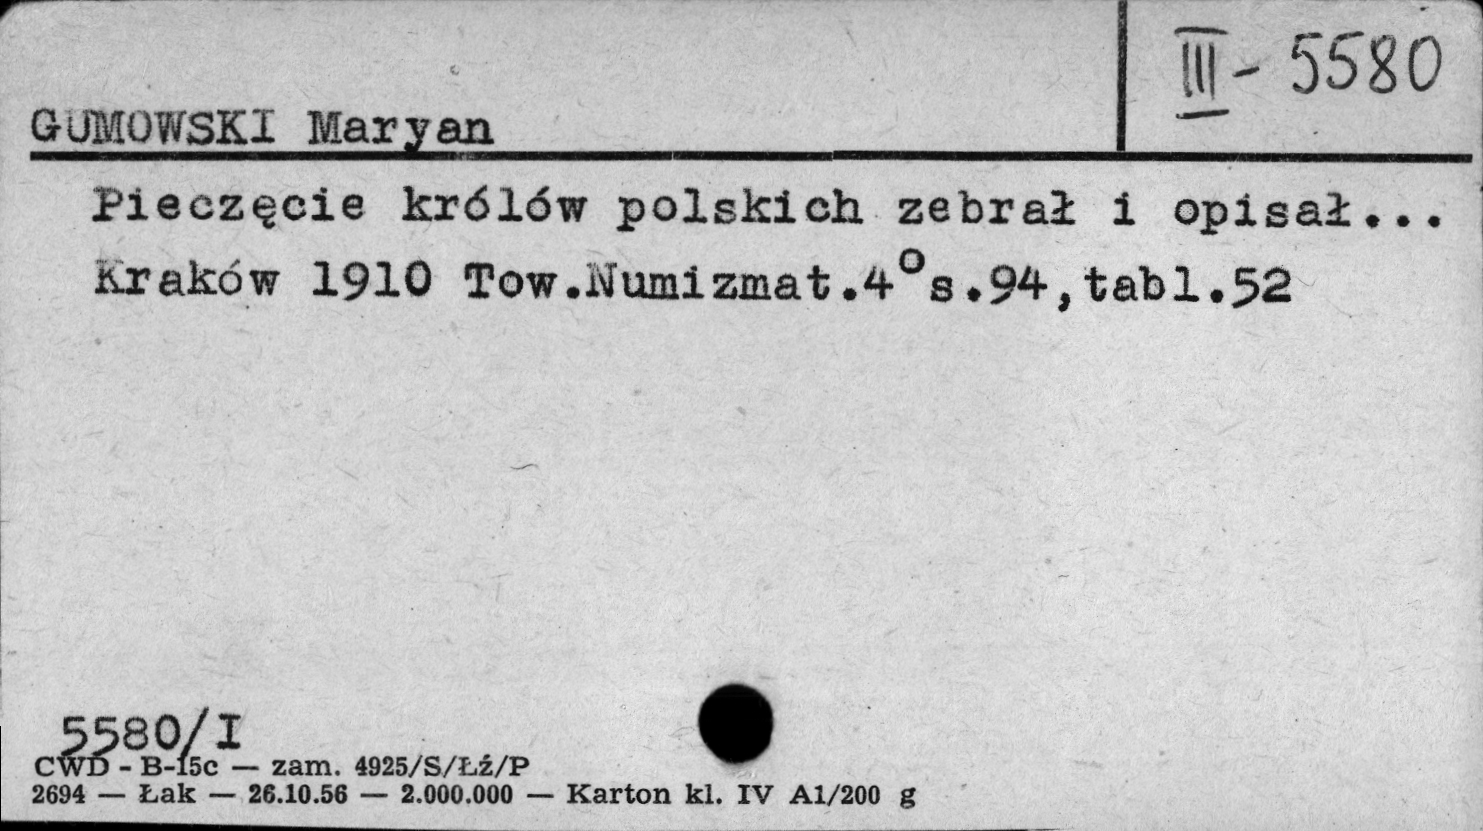 III - 5580
GUMOWSKI Maryan
Pieczęcie królów polskich zebrał i opisał...
Kraków 1910 Tow.Numizmat.4°s.94,tabl.52
5580/I
CWD - B-15c — zam. 4925/S/Łź/P
2694 — Łak — 26.10.56 — 2.000.000 — Karton kl. IV A1/200 g